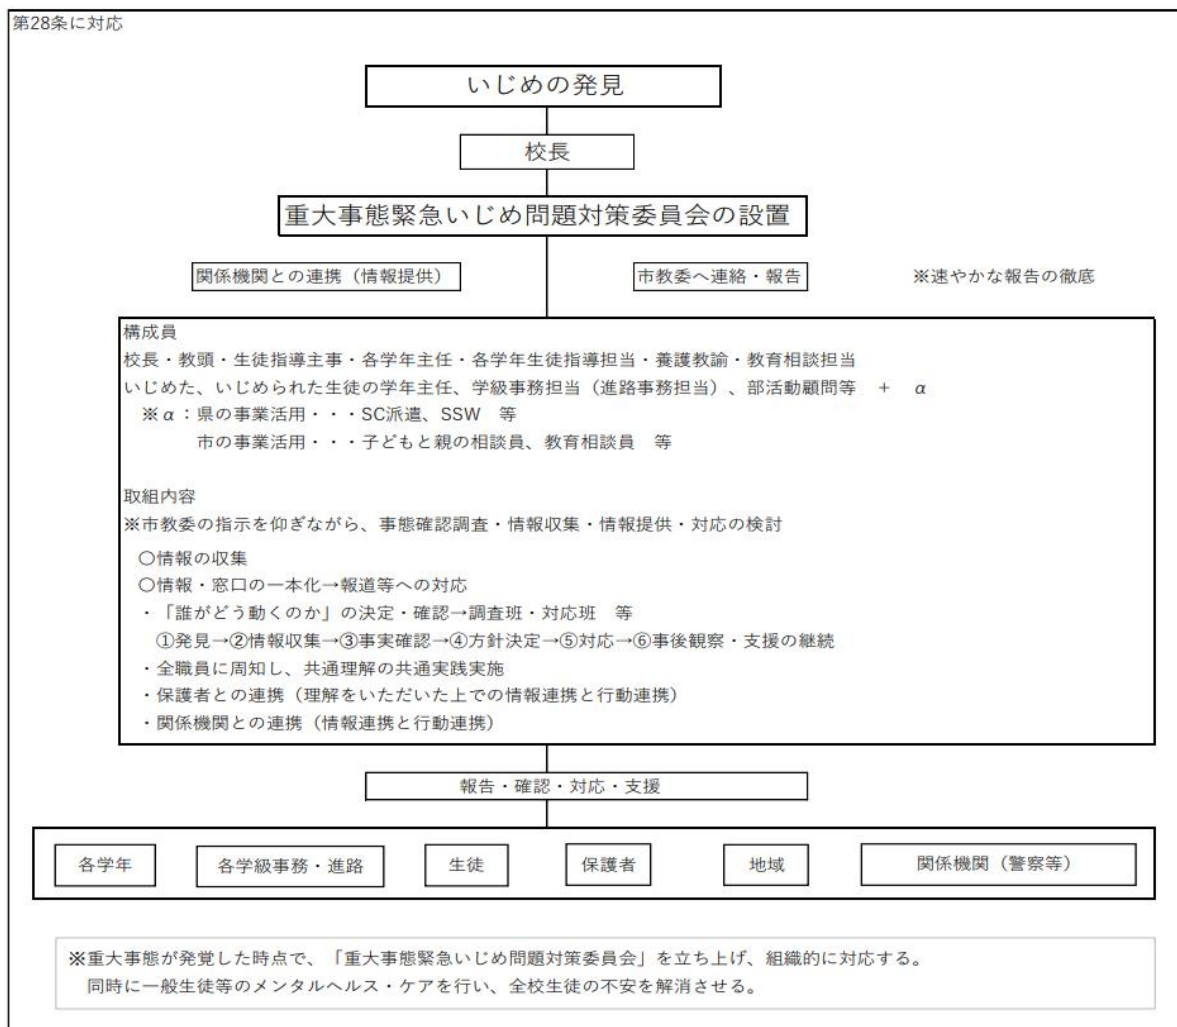 第28条に対応
いじめの発見
校長
重大事態緊急いじめ問題対策委員会の設置
関係機関との連携（情報提供）
市教委へ連絡・報告
※速やかな報告の徹底
構成員
校長・教頭・生徒指導主事・各学年主任・各学年生徒指導担当・養護教諭・教育相談担当
いじめた、いじめられた生徒の学年主任、学級事務担当（進路事務担当）、部活動顧問等　＋　α
※α：県の事業活用・・・SC派遣、SSW　等
市の事業活用・・・子どもと親の相談員、教育相談員　等
取組内容
※市教委の指示を仰ぎながら、事態確認調査・情報収集・情報提供・対応の検討
〇情報の収集
〇情報・窓口の一本化→報道等への対応
・「誰がどう動くのか」の決定・確認→調査班・対応班　等
①発見→②情報収集→③事実確認→④方針決定→⑤対応→⑥事後観察・支援の継続
・全職員に周知し、共通理解の共通実践実施
・保護者との連携（理解をいただいた上での情報連携と行動連携）
・関係機関との連携（情報連携と行動連携）
報告・確認・対応・支援
各学年
各学級事務・進路
生徒
保護者
地域
関係機関（警察等）
※重大事態が発覚した時点で、「重大事態緊急いじめ問題対策委員会」を立ち上げ、組織的に対応する。
同時に一般生徒等のメンタルヘルス・ケアを行い、全校生徒の不安を解消させる。